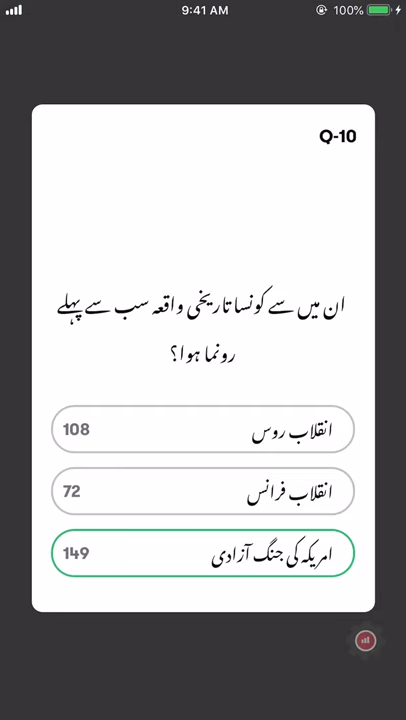 9:41 AM
100%
Q-10
ان میں سے کونسا تاریخی واقعہ سب سے پہلے
رونما ہوا؟
انقلاب روس 108
انقلاب فرانس 72
امریکہ کی جنگ آزادی 149